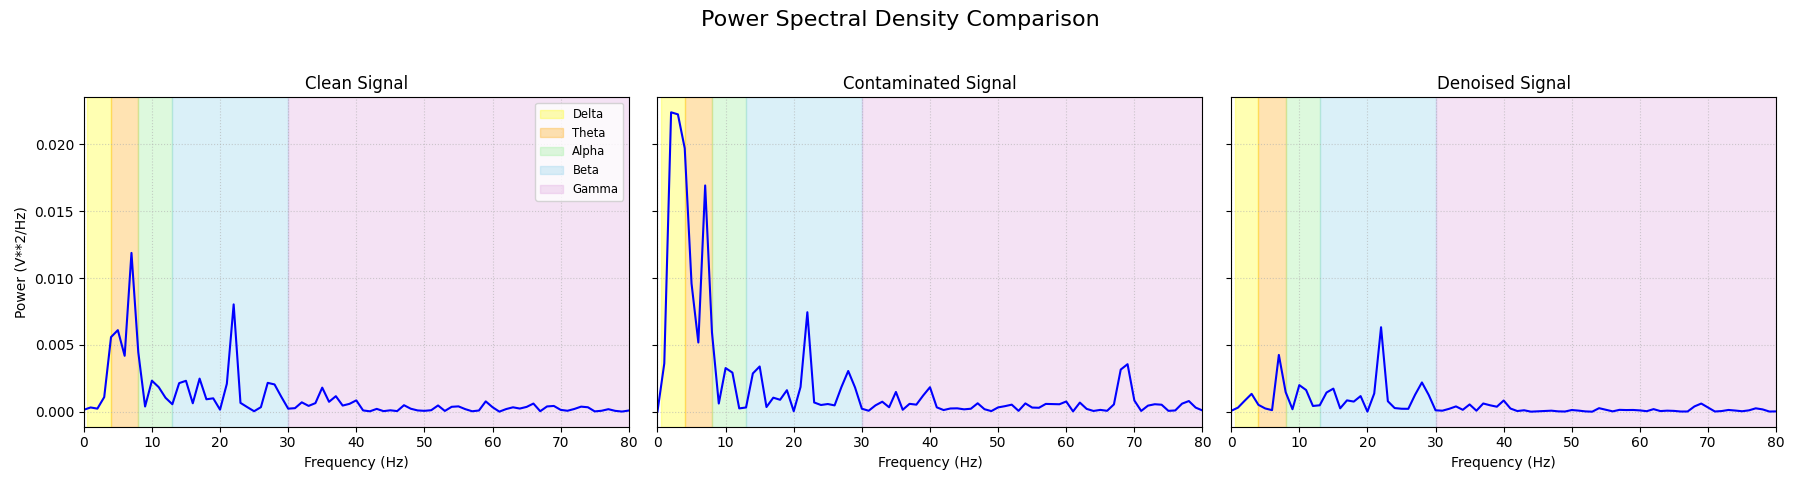 Power Spectral Density Comparison
Clean Signal
Contaminated Signal
Denoised Signal
Power (V**2/Hz)
0.020
0.015
0.010
0.005
0.000
Delta
Theta
Alpha
Beta
Gamma
0 10 20 30 40 50 60 70 80
0 10 20 30 40 50 60 70 80
0 10 20 30 40 50 60 70 80
Frequency (Hz)
Frequency (Hz)
Frequency (Hz)